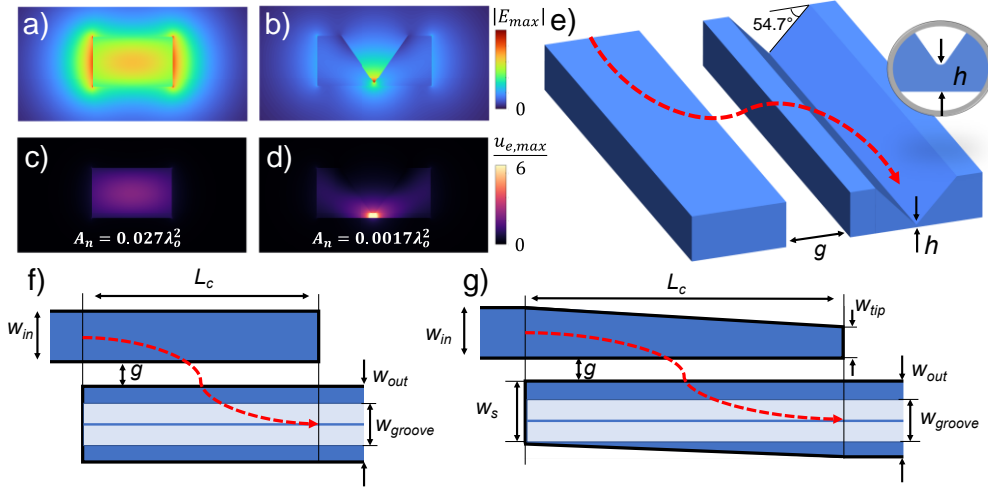 a)
b)
|E_max|
0
c)
A_n = 0.027λ_o^2
d)
A_n = 0.0017λ_o^2
u_e,max
6
0
e)
54.7°
h
g
h
f)
L_c
w_in
g
w_out
w_groove
g)
L_c
w_in
w_tip
g
w_s
w_out
w_groove